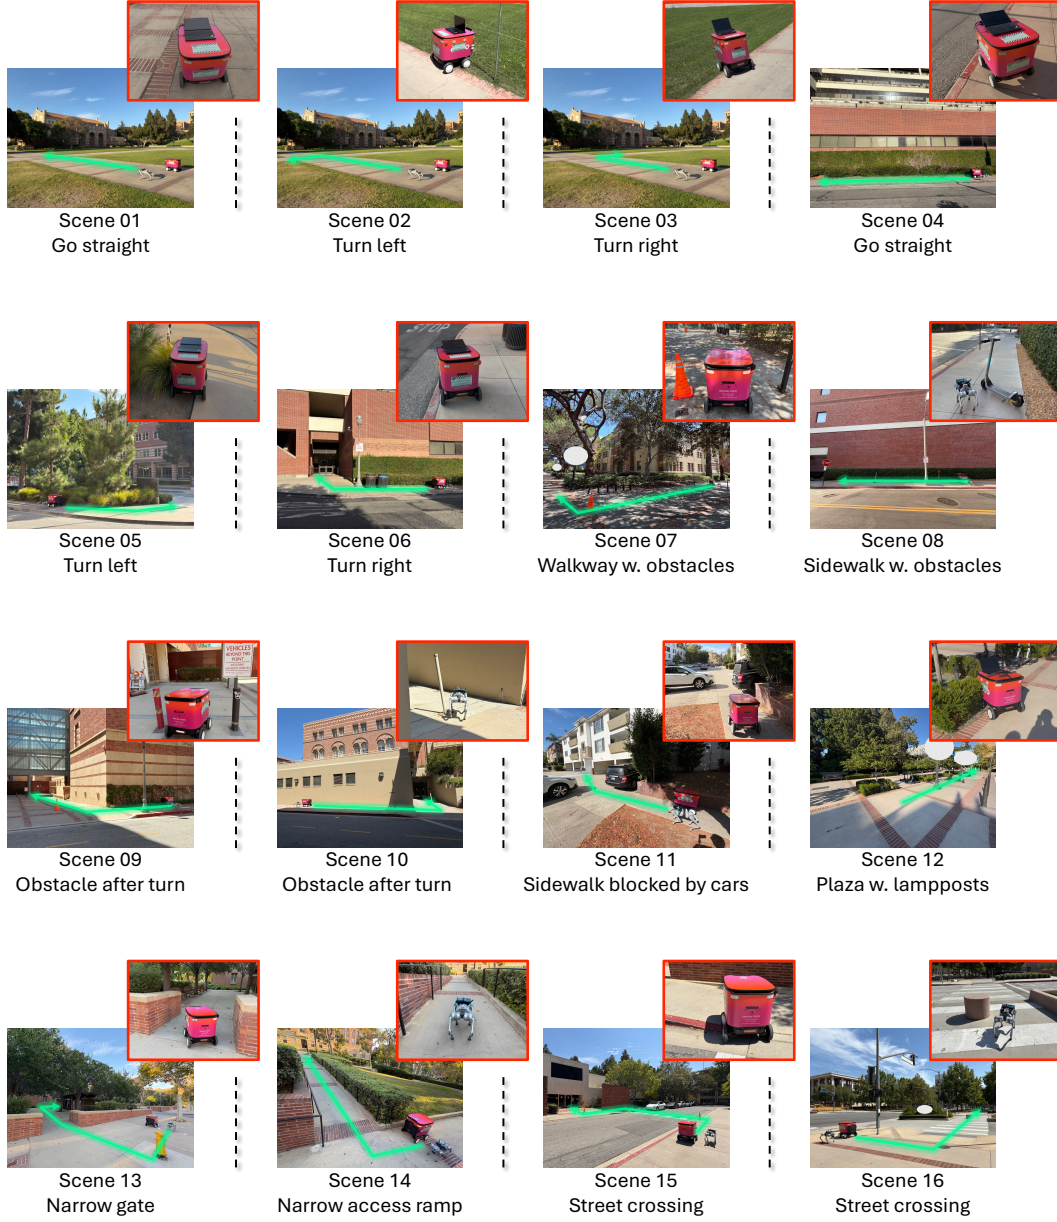 Scene 01
Go straight
Scene 02
Turn left
Scene 03
Turn right
Scene 04
Go straight
STOP
Scene 05
Turn left
Scene 06
Turn right
Scene 07
Walkway w. obstacles
Scene 08
Sidewalk w. obstacles
VEHICLES
BEYOND THIS
POINT
Scene 09
Obstacle after turn
Scene 10
Obstacle after turn
Scene 11
Sidewalk blocked by cars
Scene 12
Plaza w. lampposts
Scene 13
Narrow gate
Scene 14
Narrow access ramp
Scene 15
Street crossing
Scene 16
Street crossing